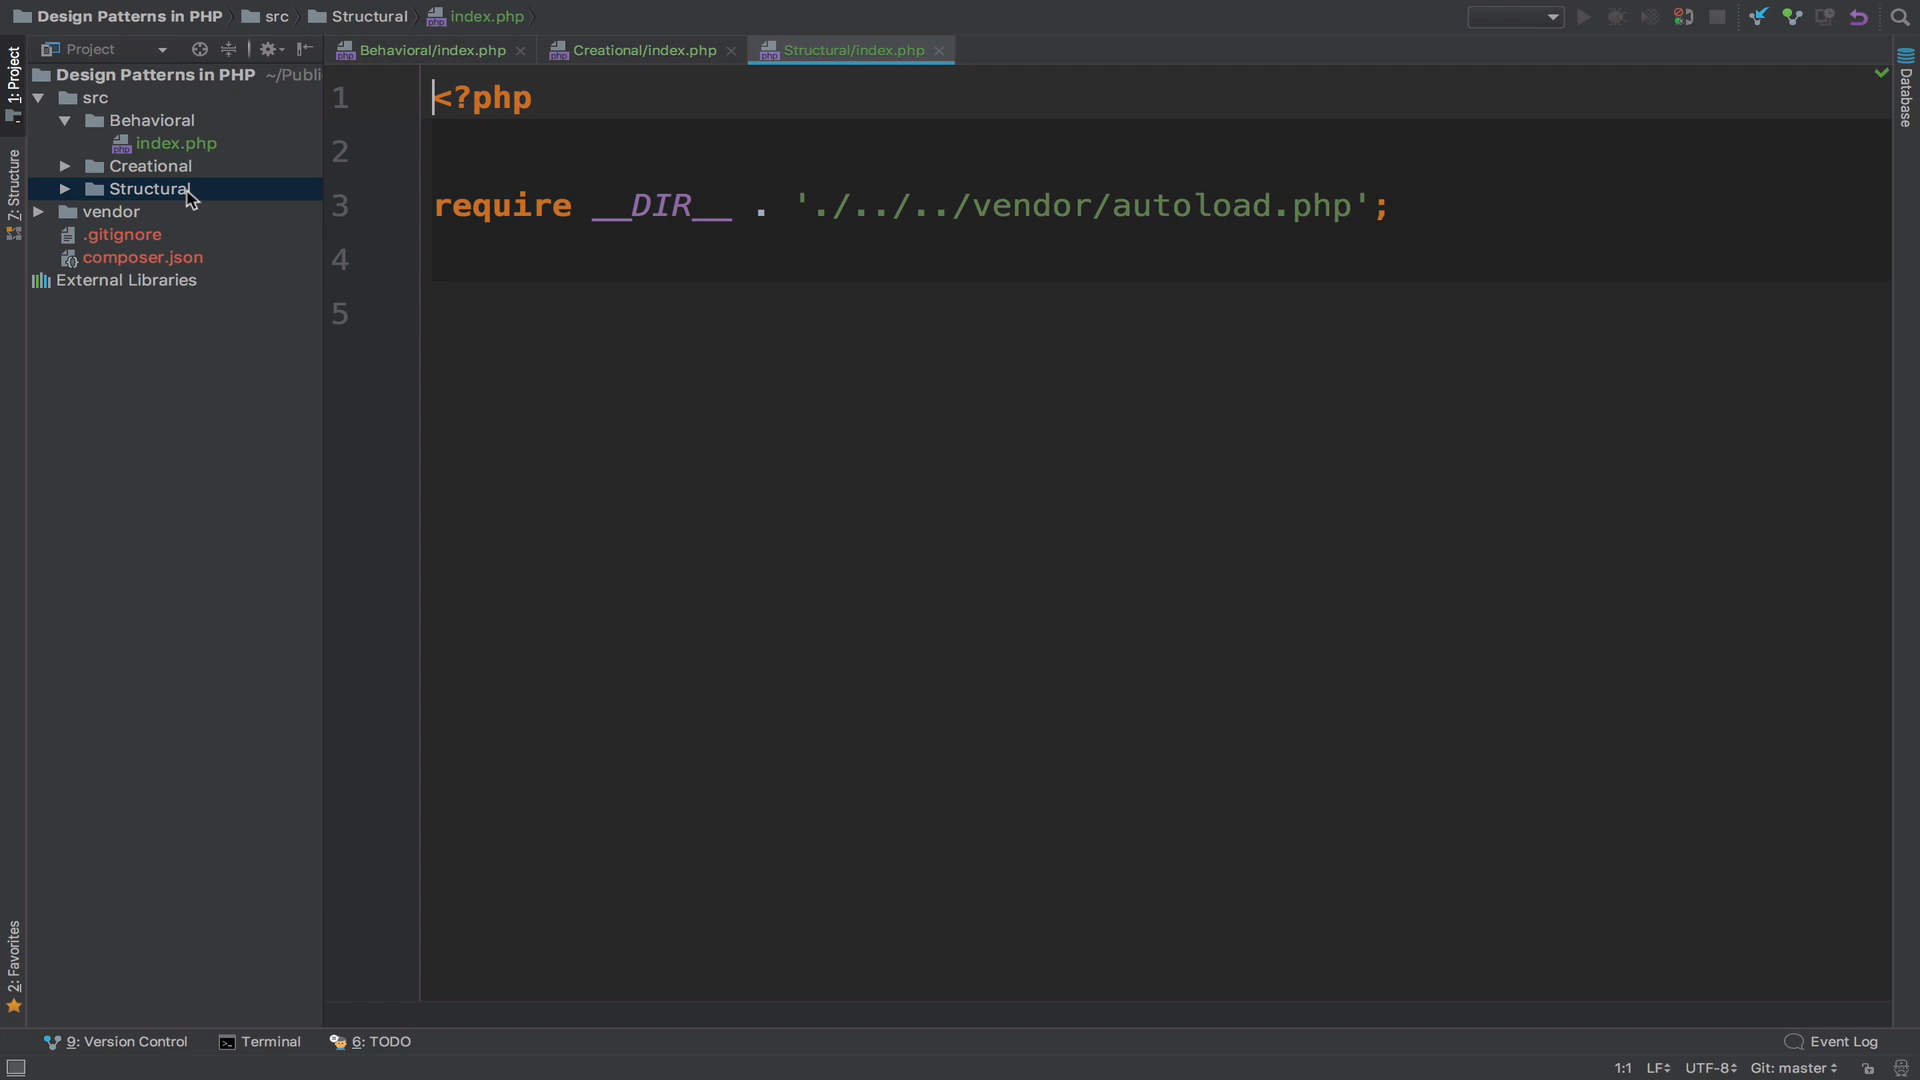 Design Patterns in PHP src Structural index.php
Project
Behavioral/index.php Creational/index.php Structural/index.php
1: Project
7: Structure
2: Favorites
Design Patterns in PHP ~/Publi
src
Behavioral
index.php
Creational
Structural
vendor
.gitignore
composer.json
External Libraries
1 <?php
2
3 require __DIR__ . './../../vendor/autoload.php';
4
5
Database
9: Version Control Terminal 6: TODO Event Log
1:1 LF UTF-8 Git: master